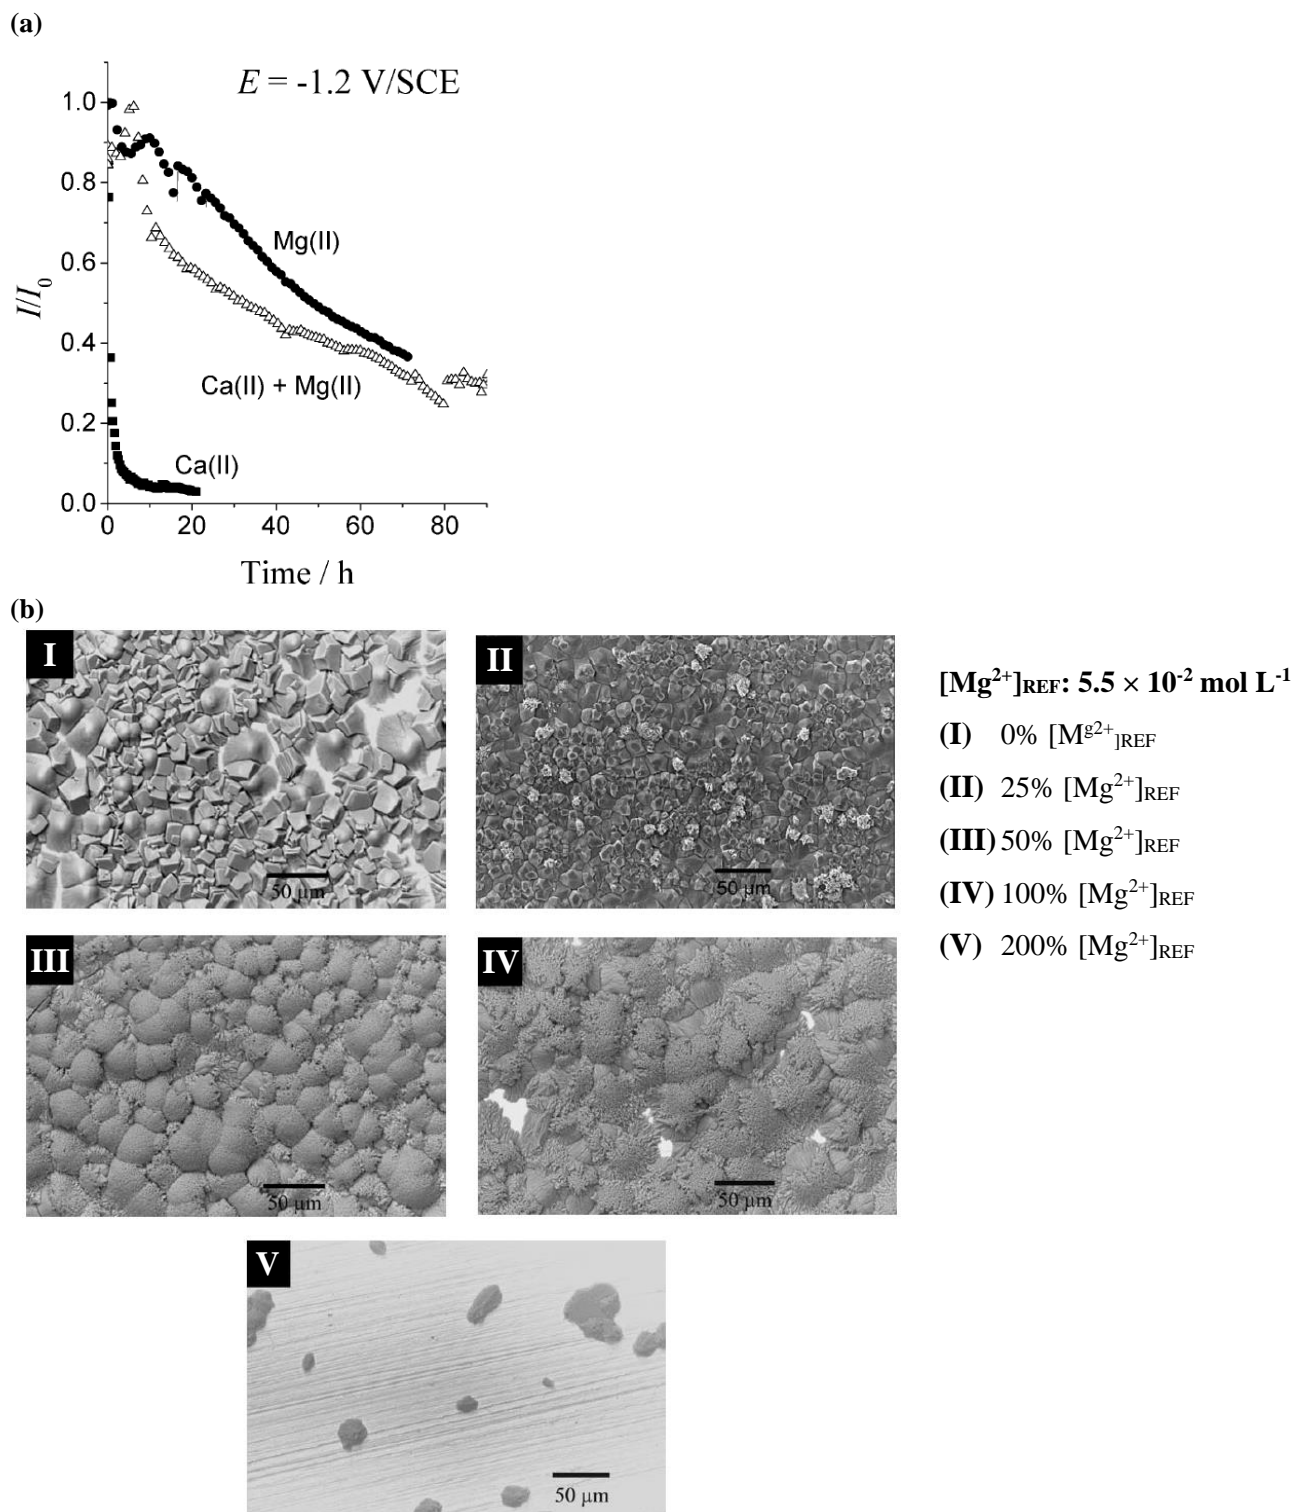 (a)
E = -1.2 V/SCE
1.0
0.8
0.6
0.4
0.2
0.0
I/I₀
Mg(II)
Ca(II) + Mg(II)
Ca(II)
0 20 40 60 80
Time / h
(b)
I
50 µm
II
50 µm
III
50 µm
IV
50 µm
V
50 µm
[Mg²⁺]REF: 5.5 × 10⁻² mol L⁻¹
(I) 0% [Mg²⁺]REF
(II) 25% [Mg²⁺]REF
(III) 50% [Mg²⁺]REF
(IV) 100% [Mg²⁺]REF
(V) 200% [Mg²⁺]REF